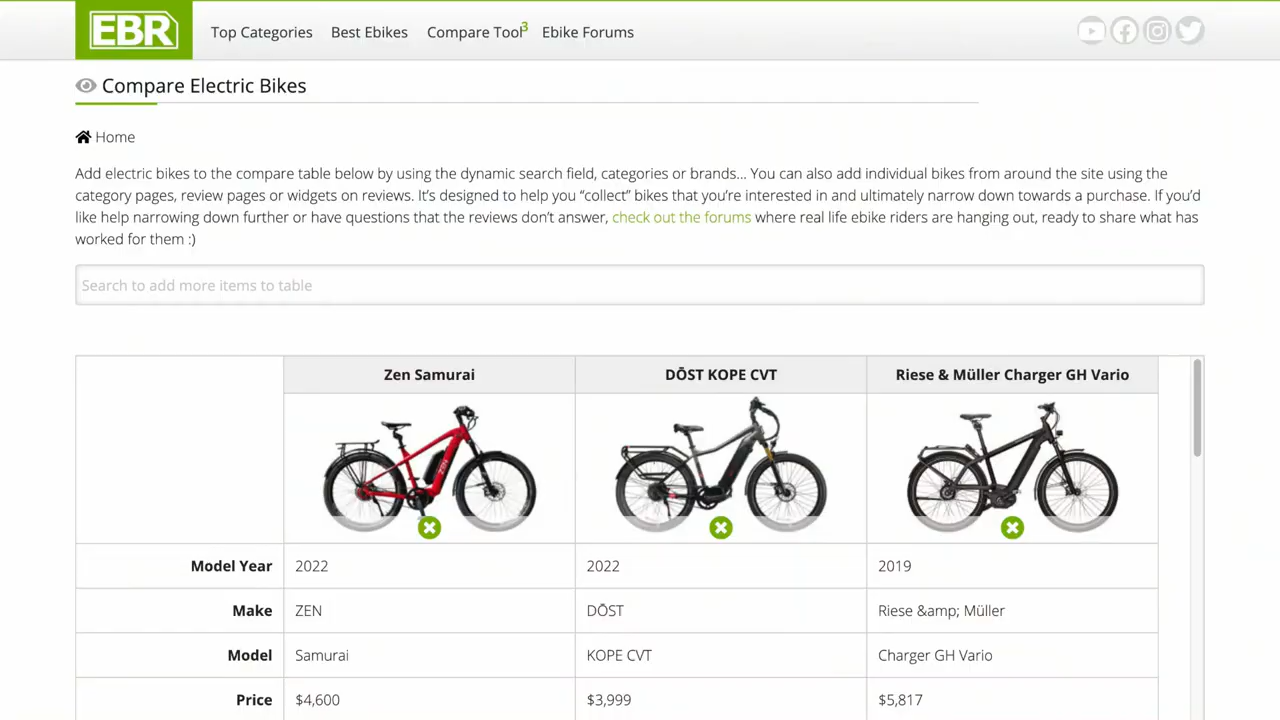 EBR
Top Categories Best Ebikes Compare Tool3 Ebike Forums
Compare Electric Bikes
Home
Add electric bikes to the compare table below by using the dynamic search field, categories or brands... You can also add individual bikes from around the site using the
category pages, review pages or widgets on reviews. It's designed to help you “collect” bikes that you're interested in and ultimately narrow down towards a purchase. If you'd
like help narrowing down further or have questions that the reviews don't answer, check out the forums where real life ebike riders are hanging out, ready to share what has
worked for them :)
Search to add more items to table
Zen Samurai DŌST KOPE CVT Riese & Müller Charger GH Vario
Model Year 2022 2022 2019
Make ZEN DŌST Riese &amp; Müller
Model Samurai KOPE CVT Charger GH Vario
Price $4,600 $3,999 $5,817